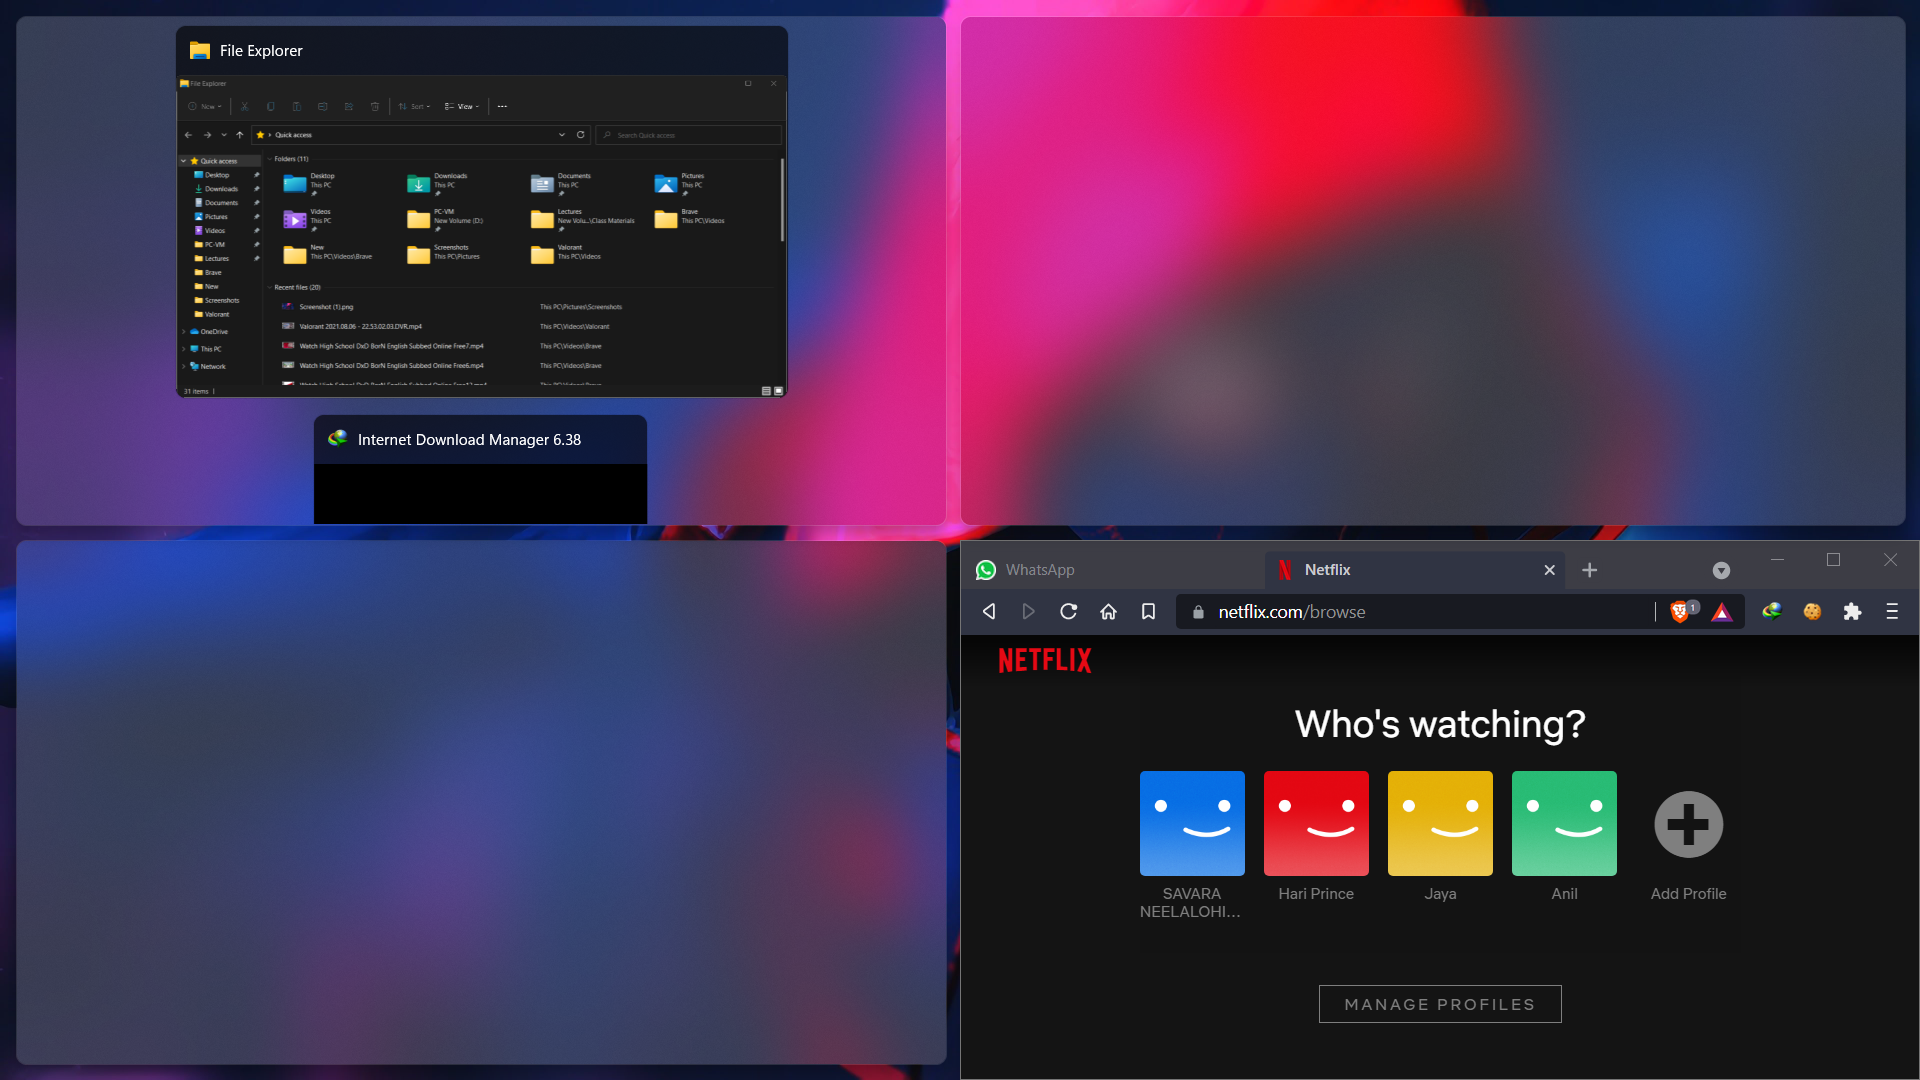 File Explorer
File Explorer
New
Sort
View
Quick access
Search Quick access
Quick access
Desktop
Downloads
Documents
Pictures
Videos
PC-VM
Lectures
Brave
New
Screenshots
Valorant
OneDrive
This PC
Network
Folders (11)
Desktop
This PC
Downloads
This PC
Documents
This PC
Pictures
This PC
Videos
This PC
PC-VM
New Volume (D:)
Lectures
New Volu...\Class Materials
Brave
This PC\Videos
New
This PC\Videos\Brave
Screenshots
This PC\Pictures
Valorant
This PC\Videos
Recent files (20)
Screenshot (1).png
This PC\Pictures\Screenshots
Valorant 2021.08.06 - 22.53.02.03.DVR.mp4
This PC\Videos\Valorant
Watch High School DxD BorN English Subbed Online Free7.mp4
This PC\Videos\Brave
Watch High School DxD BorN English Subbed Online Free6.mp4
This PC\Videos\Brave
31 items
Internet Download Manager 6.38
WhatsApp
Netflix
netflix.com/browse
1
NETFLIX
Who's watching?
SAVARA
NEELALOHI...
Hari Prince
Jaya
Anil
Add Profile
MANAGE PROFILES